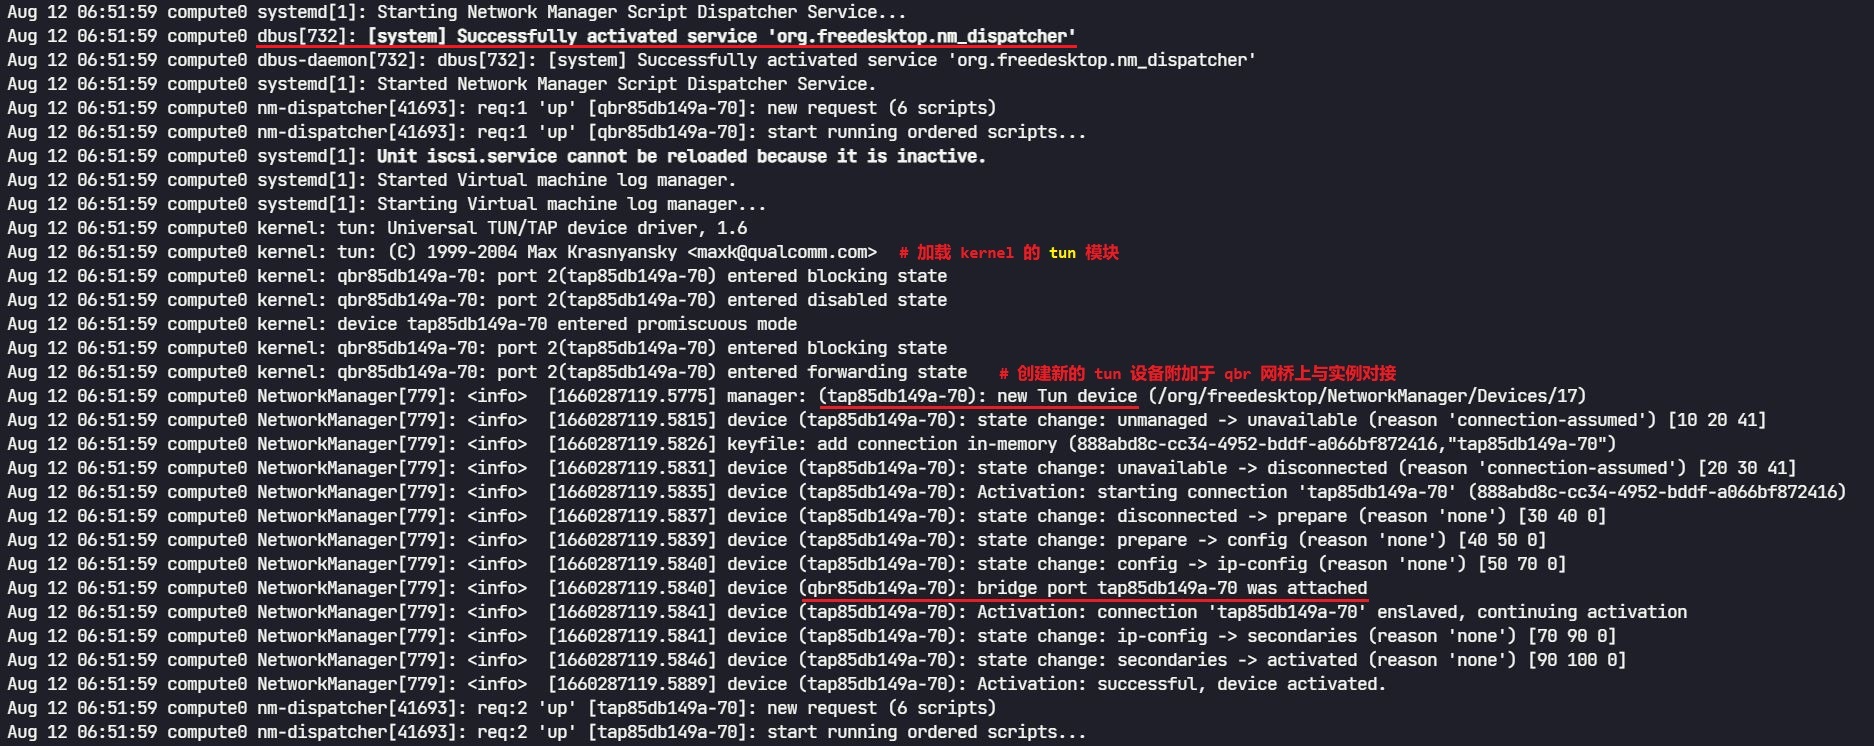 Aug 12 06:51:59 compute0 systemd[1]: Starting Network Manager Script Dispatcher Service...
Aug 12 06:51:59 compute0 dbus[732]: [system] Successfully activated service 'org.freedesktop.nm_dispatcher'
Aug 12 06:51:59 compute0 dbus-daemon[732]: dbus[732]: [system] Successfully activated service 'org.freedesktop.nm_dispatcher'
Aug 12 06:51:59 compute0 systemd[1]: Started Network Manager Script Dispatcher Service.
Aug 12 06:51:59 compute0 nm-dispatcher[41693]: req:1 'up' [qbr85db149a-70]: new request (6 scripts)
Aug 12 06:51:59 compute0 nm-dispatcher[41693]: req:1 'up' [qbr85db149a-70]: start running ordered scripts...
Aug 12 06:51:59 compute0 systemd[1]: Unit iscsi.service cannot be reloaded because it is inactive.
Aug 12 06:51:59 compute0 systemd[1]: Started Virtual machine log manager.
Aug 12 06:51:59 compute0 systemd[1]: Starting Virtual machine log manager...
Aug 12 06:51:59 compute0 kernel: tun: Universal TUN/TAP device driver, 1.6
Aug 12 06:51:59 compute0 kernel: tun: (C) 1999-2004 Max Krasnyansky <maxk@qualcomm.com> # 加载 kernel 的 tun 模块
Aug 12 06:51:59 compute0 kernel: qbr85db149a-70: port 2(tap85db149a-70) entered blocking state
Aug 12 06:51:59 compute0 kernel: qbr85db149a-70: port 2(tap85db149a-70) entered disabled state
Aug 12 06:51:59 compute0 kernel: device tap85db149a-70 entered promiscuous mode
Aug 12 06:51:59 compute0 kernel: qbr85db149a-70: port 2(tap85db149a-70) entered blocking state
Aug 12 06:51:59 compute0 kernel: qbr85db149a-70: port 2(tap85db149a-70) entered forwarding state # 创建新的 tun 设备附加于 qbr 网桥上与实例对接
Aug 12 06:51:59 compute0 NetworkManager[779]: <info>  [1660287119.5775] manager: (tap85db149a-70): new Tun device (/org/freedesktop/NetworkManager/Devices/17)
Aug 12 06:51:59 compute0 NetworkManager[779]: <info>  [1660287119.5815] device (tap85db149a-70): state change: unmanaged -> unavailable (reason 'connection-assumed') [10 20 41]
Aug 12 06:51:59 compute0 NetworkManager[779]: <info>  [1660287119.5826] keyfile: add connection in-memory (888abd8c-cc34-4952-bddf-a066bf872416,"tap85db149a-70")
Aug 12 06:51:59 compute0 NetworkManager[779]: <info>  [1660287119.5831] device (tap85db149a-70): state change: unavailable -> disconnected (reason 'connection-assumed') [20 30 41]
Aug 12 06:51:59 compute0 NetworkManager[779]: <info>  [1660287119.5835] device (tap85db149a-70): Activation: starting connection 'tap85db149a-70' (888abd8c-cc34-4952-bddf-a066bf872416)
Aug 12 06:51:59 compute0 NetworkManager[779]: <info>  [1660287119.5837] device (tap85db149a-70): state change: disconnected -> prepare (reason 'none') [30 40 0]
Aug 12 06:51:59 compute0 NetworkManager[779]: <info>  [1660287119.5839] device (tap85db149a-70): state change: prepare -> config (reason 'none') [40 50 0]
Aug 12 06:51:59 compute0 NetworkManager[779]: <info>  [1660287119.5840] device (tap85db149a-70): state change: config -> ip-config (reason 'none') [50 70 0]
Aug 12 06:51:59 compute0 NetworkManager[779]: <info>  [1660287119.5840] device (qbr85db149a-70): bridge port tap85db149a-70 was attached
Aug 12 06:51:59 compute0 NetworkManager[779]: <info>  [1660287119.5841] device (tap85db149a-70): Activation: connection 'tap85db149a-70' enslaved, continuing activation
Aug 12 06:51:59 compute0 NetworkManager[779]: <info>  [1660287119.5841] device (tap85db149a-70): state change: ip-config -> secondaries (reason 'none') [70 90 0]
Aug 12 06:51:59 compute0 NetworkManager[779]: <info>  [1660287119.5846] device (tap85db149a-70): state change: secondaries -> activated (reason 'none') [90 100 0]
Aug 12 06:51:59 compute0 NetworkManager[779]: <info>  [1660287119.5889] device (tap85db149a-70): Activation: successful, device activated.
Aug 12 06:51:59 compute0 nm-dispatcher[41693]: req:2 'up' [tap85db149a-70]: new request (6 scripts)
Aug 12 06:51:59 compute0 nm-dispatcher[41693]: req:2 'up' [tap85db149a-70]: start running ordered scripts...